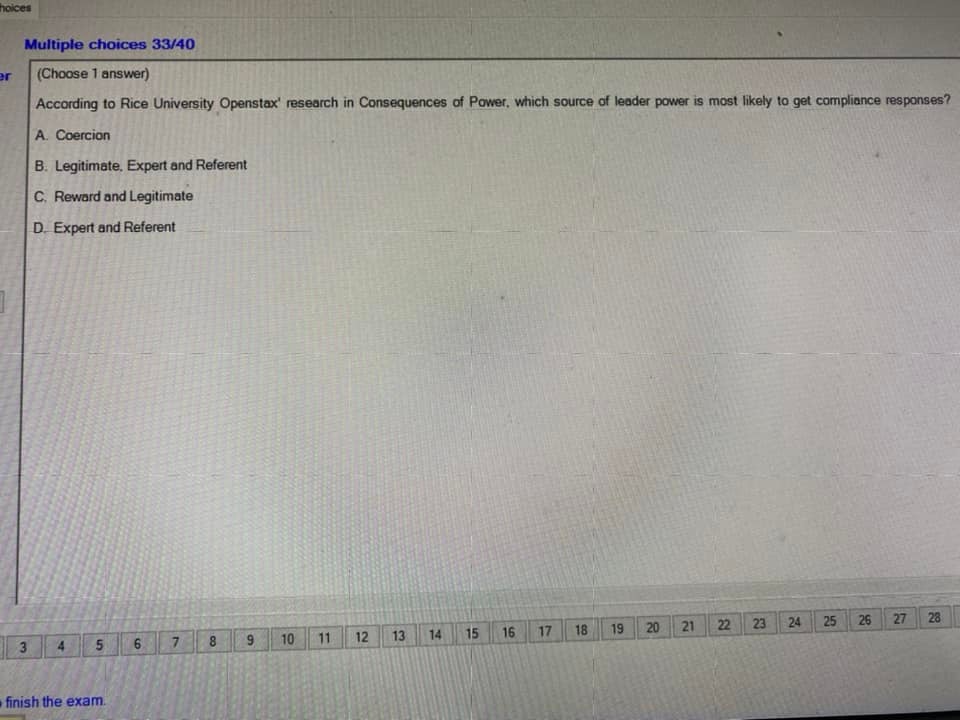 hoices
Multiple choices 33/40
er
(Choose 1 answer)
According to Rice University Openstax' research in Consequences of Power, which source of leader power is most likely to get compliance responses?
A. Coercion
B. Legitimate, Expert and Referent
C. Reward and Legitimate
D. Expert and Referent
3 4 5 6 7 8 9 10 11 12 13 14 15 16 17 18 19 20 21 22 23 24 25 26 27 28
finish the exam.